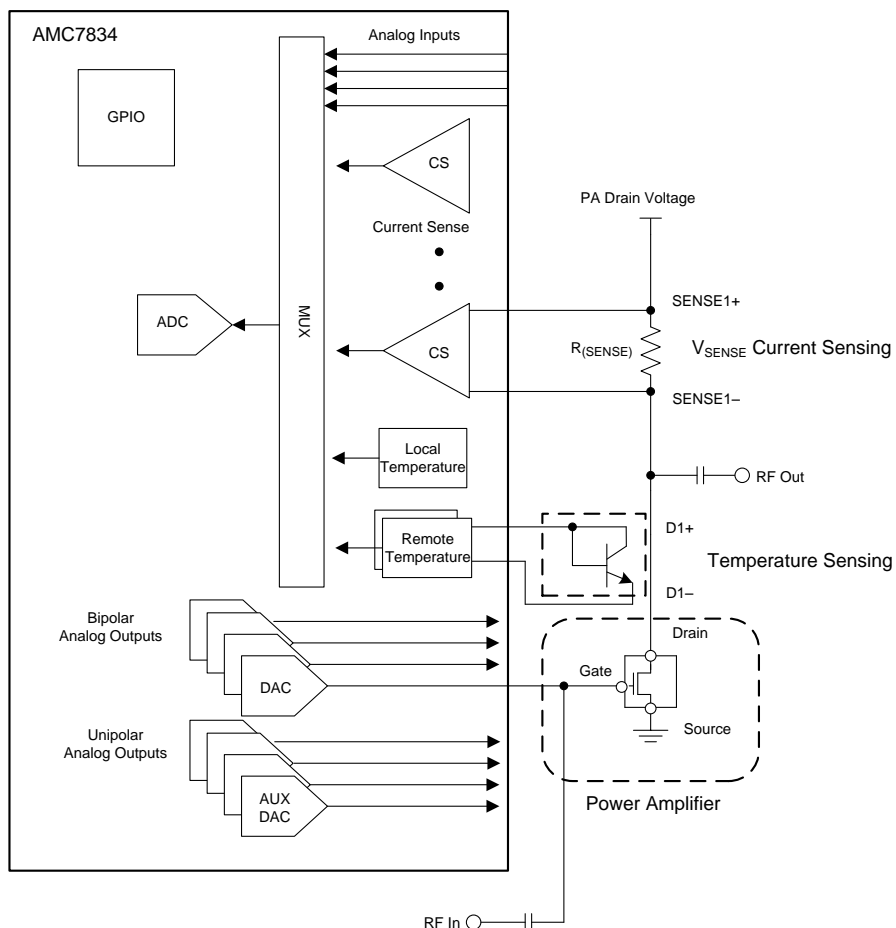 AMC7834
Analog Inputs
GPIO
CS
PA Drain Voltage
Current Sense
SENSE1+
MUX
ADC
CS
R(SENSE)
VSENSE Current Sensing
SENSE1–
Local
Temperature
RF Out
D1+
Remote
Temperature
Temperature Sensing
D1–
Bipolar
Analog Outputs
Drain
Gate
DAC
Source
Unipolar
Analog Outputs
AUX
DAC
Power Amplifier
RF In